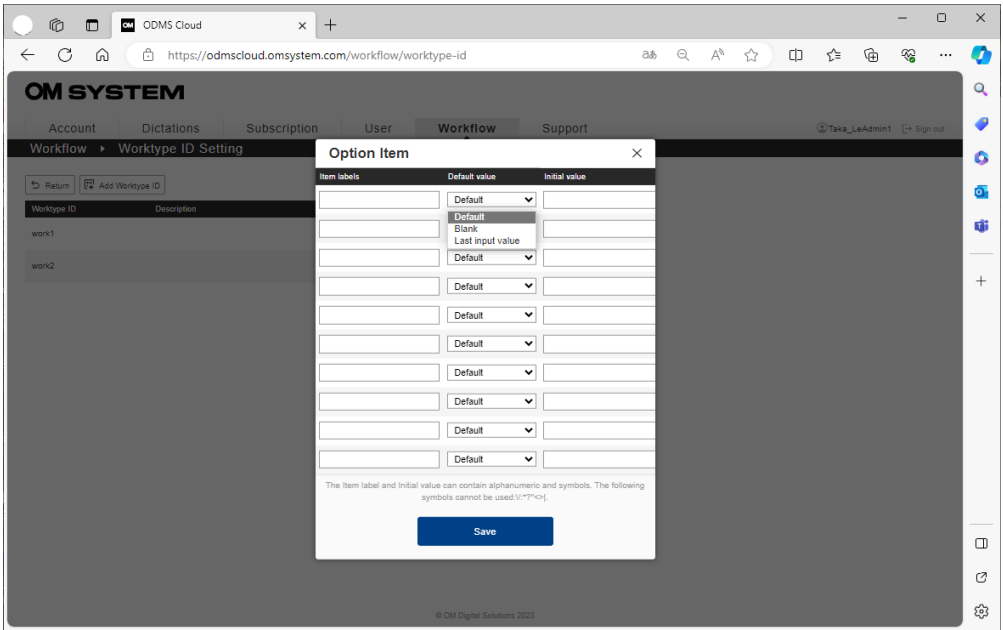 OM ODMS Cloud
https://odmscloud.omsystem.com/workflow/worktype-id
OM SYSTEM
Account Dictations Subscription User Workflow Support
Taka_LeAdmin1 Sign out
Workflow Worktype ID Setting
Return Add Worktype ID
Worktype ID Description
work1
work2
Option Item
Item labels Default value Initial value
Default
Default
Blank
Last input value
Default
Default
Default
Default
Default
Default
Default
Default
The Item label and Initial value can contain alphanumeric and symbols. The following
symbols cannot be used:\/:*?"<>|.
Save
© OM Digital Solutions 2023